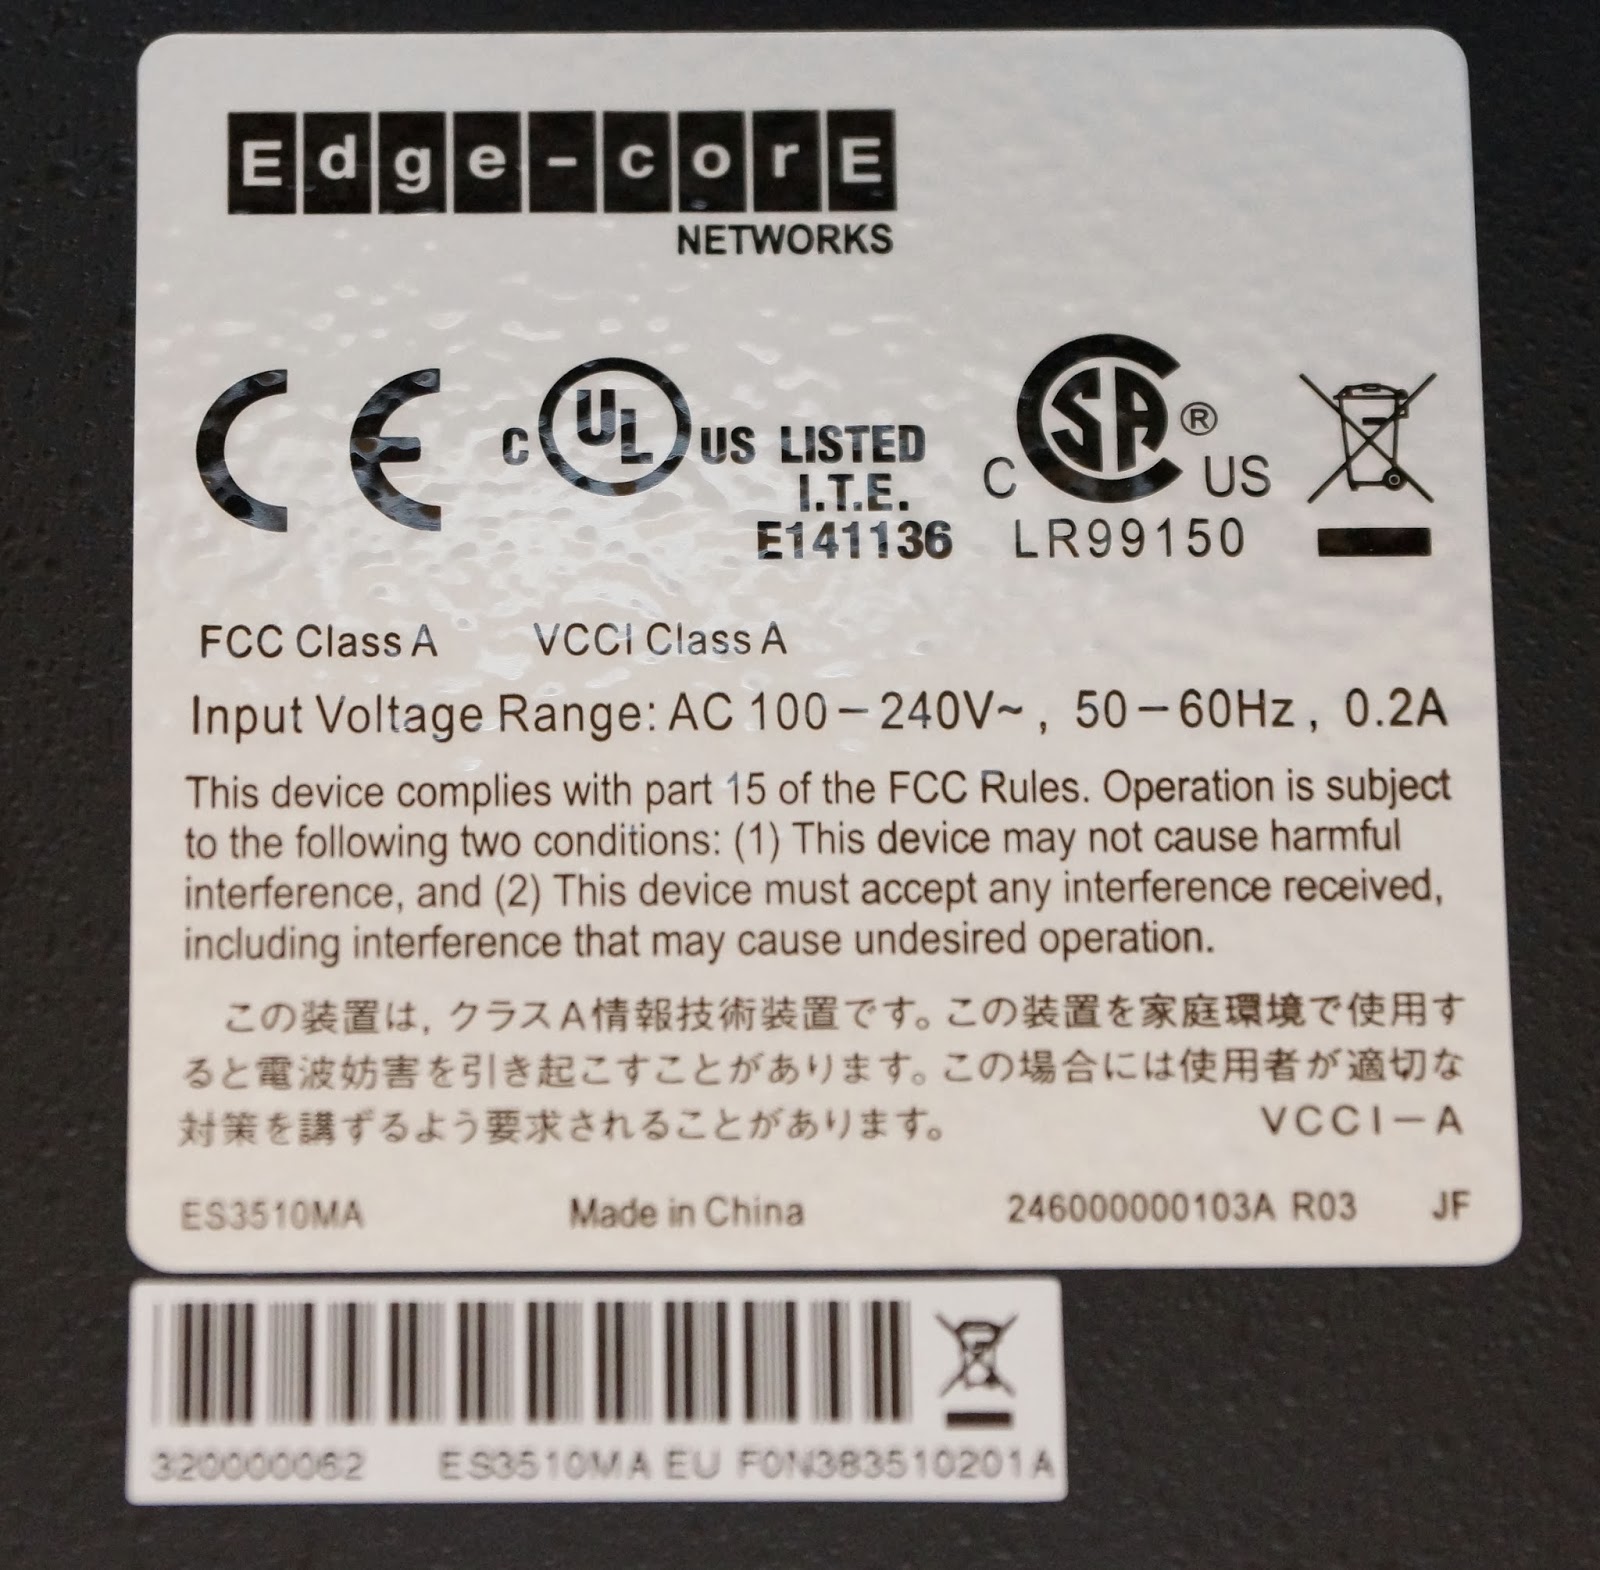 Edge-corE
NETWORKS
CE
C UL US LISTED
I.T.E.
E141136
C SA ® US
LR99150
FCC Class A VCCI Class A
Input Voltage Range: AC 100－240V~ , 50－60Hz , 0.2A
This device complies with part 15 of the FCC Rules. Operation is subject
to the following two conditions: (1) This device may not cause harmful
interference, and (2) This device must accept any interference received,
including interference that may cause undesired operation.
この装置は, クラスA情報技術装置です。この装置を家庭環境で使用す
ると電波妨害を引き起こすことがあります。この場合には使用者が適切な
対策を講ずるよう要求されることがあります。 VCCI－A
ES3510MA Made in China 246000000103A R03 JF
320000062 ES3510MA EU F0N383510201A